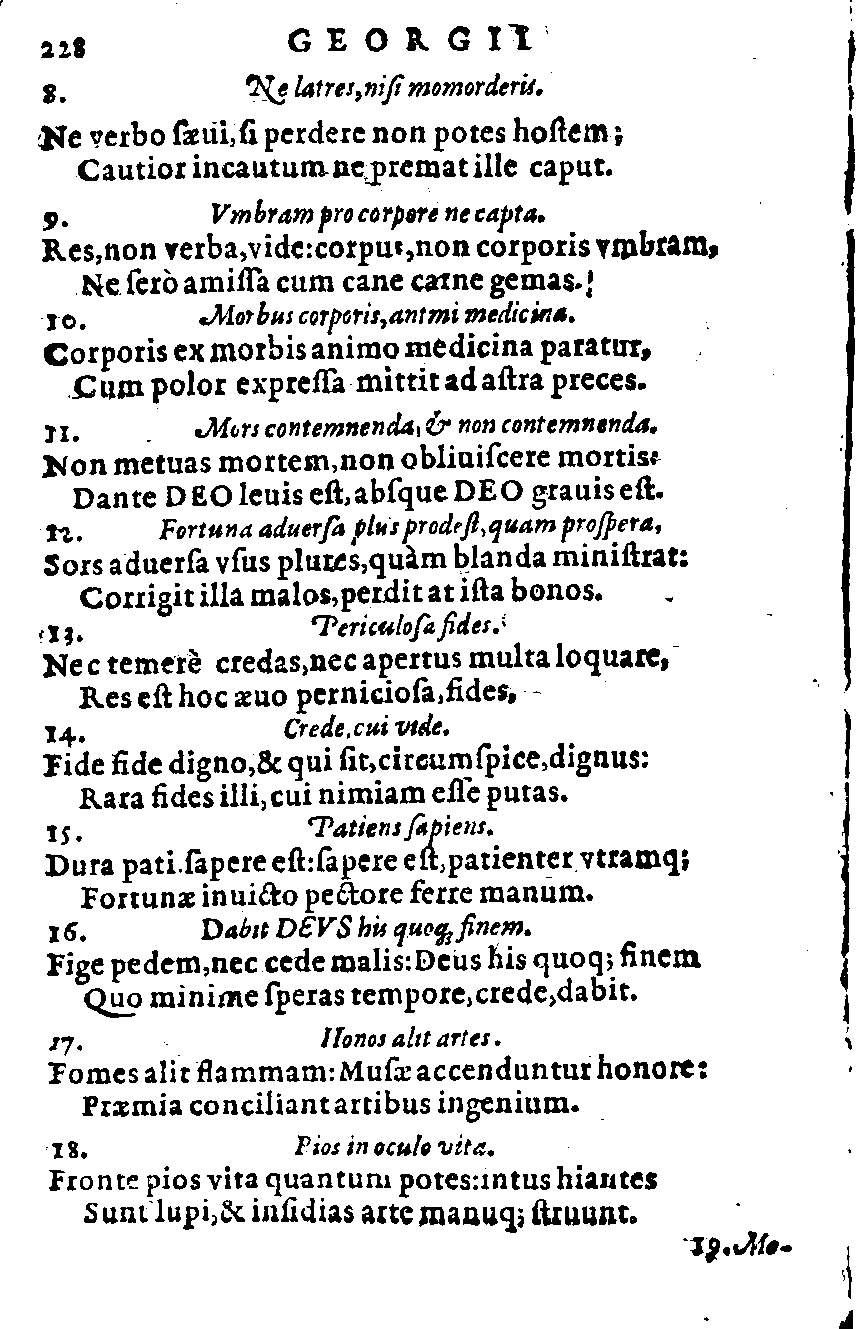 228 GEORGII
8. Ne latres,niſi momorderis.
Ne verbo ſæui,ſi perdere non potes hoſtem;
Cautior incautum ne premat ille caput.
9. Vmbram pro corpore ne capta.
Res,non verba,vide:corpus,non corporis vmbram,
Ne ſerò amiſſa cum cane carne gemas.
10. Morbus corporis,animi medicina.
Corporis ex morbis animo medicina paratur,
Cum polor expreſſa mittit ad aſtra preces.
11. Mors contemnenda, & non contemnenda.
Non metuas mortem,non obliuiſcere mortis:
Dante DEO leuis eſt,abſque DEO grauis eſt.
12. Fortuna aduerſa plus prodeſt,quam proſpera,
Sors aduerſa vſus plures,quàm blanda miniſtrat:
Corrigit illa malos,perdit at iſta bonos.
13. Periculoſa fides.
Nec temerè credas,nec apertus multa loquare,
Res eſt hoc æuo pernicioſa,fides,
14. Crede,cui vide.
Fide fide digno,& qui ſit,circumſpice,dignus:
Rara fides illi,cui nimiam eſſe putas.
15. Patiens ſapiens.
Dura pati.ſapere eſt:ſapere eſt,patienter vtramq;
Fortunæ inuicto pectore ferre manum.
16. Dabit DEVS his quoq; finem.
Fige pedem,nec cede malis:Deus his quoq; finem
Quo minime ſperas tempore,crede,dabit.
17. Honos alit artes.
Fomes alit flammam:Muſæ accenduntur honore:
Præmia conciliant artibus ingenium.
18. Pios in oculo vita.
Fronte pios vita quantum potes:intus hiantes
Sunt lupi,& inſidias arte manuq; ſtruunt.
19.Mo-